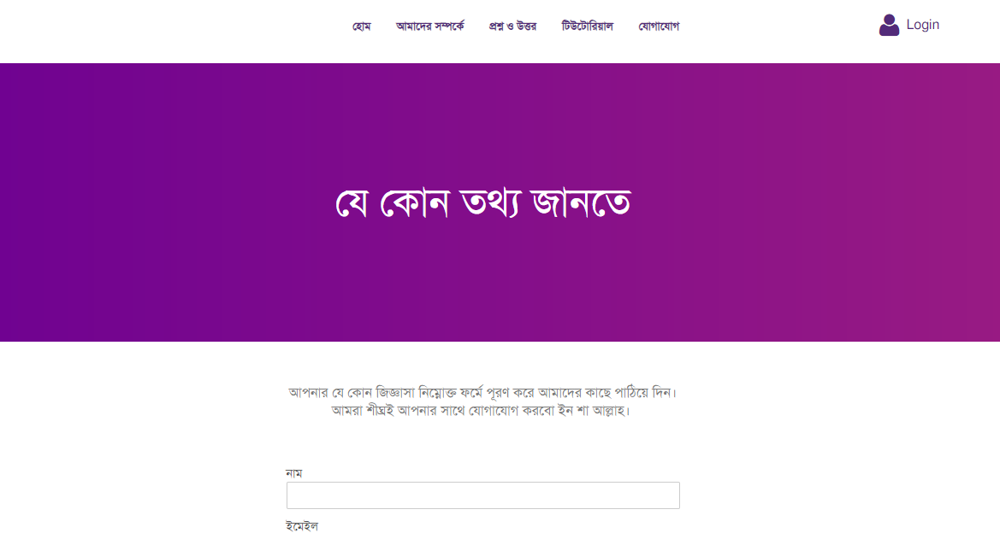 হোম আমাদের সম্পর্কে প্রশ্ন ও উত্তর টিউটোরিয়াল যোগাযোগ Login
যে কোন তথ্য জানতে
আপনার যে কোন জিজ্ঞাসা নিম্নোক্ত ফর্মে পূরণ করে আমাদের কাছে পাঠিয়ে দিন।
আমরা শীঘ্রই আপনার সাথে যোগাযোগ করবো ইন শা আল্লাহ।
নাম
ইমেইল